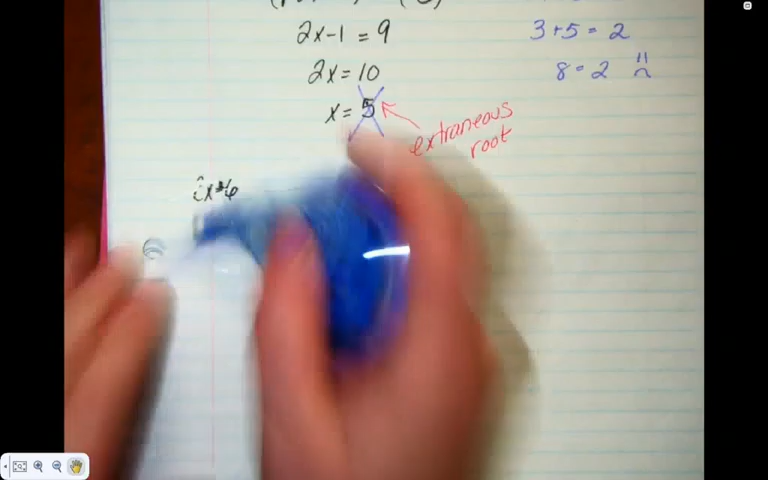 2x-1 = 9
2x = 10
x = 5
extraneous
root
3+5 = 2
8 = 2